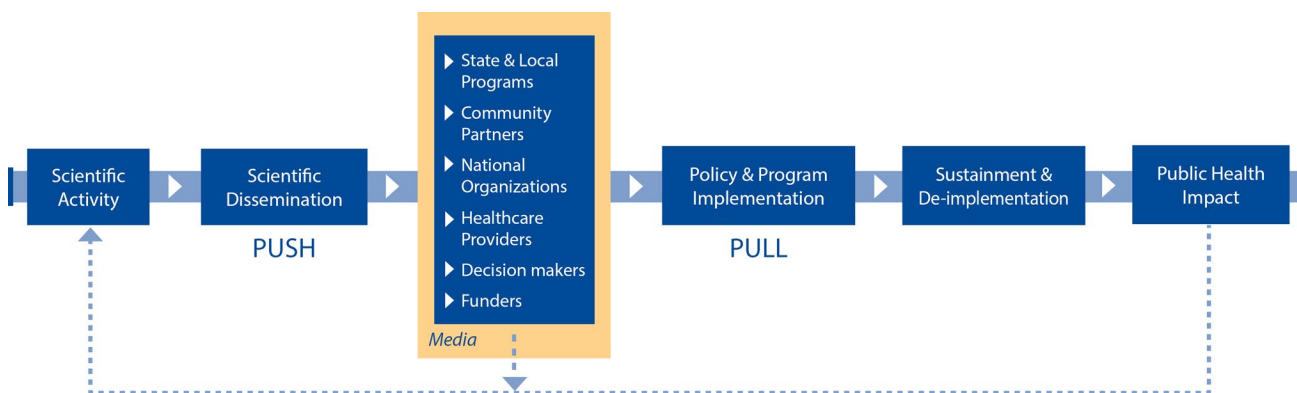 Scientific
Activity
Scientific
Dissemination
PUSH
State & Local
Programs
Community
Partners
National
Organizations
Healthcare
Providers
Decision makers
Funders
Media
Policy & Program
Implementation
PULL
Sustainment &
De-implementation
Public Health
Impact